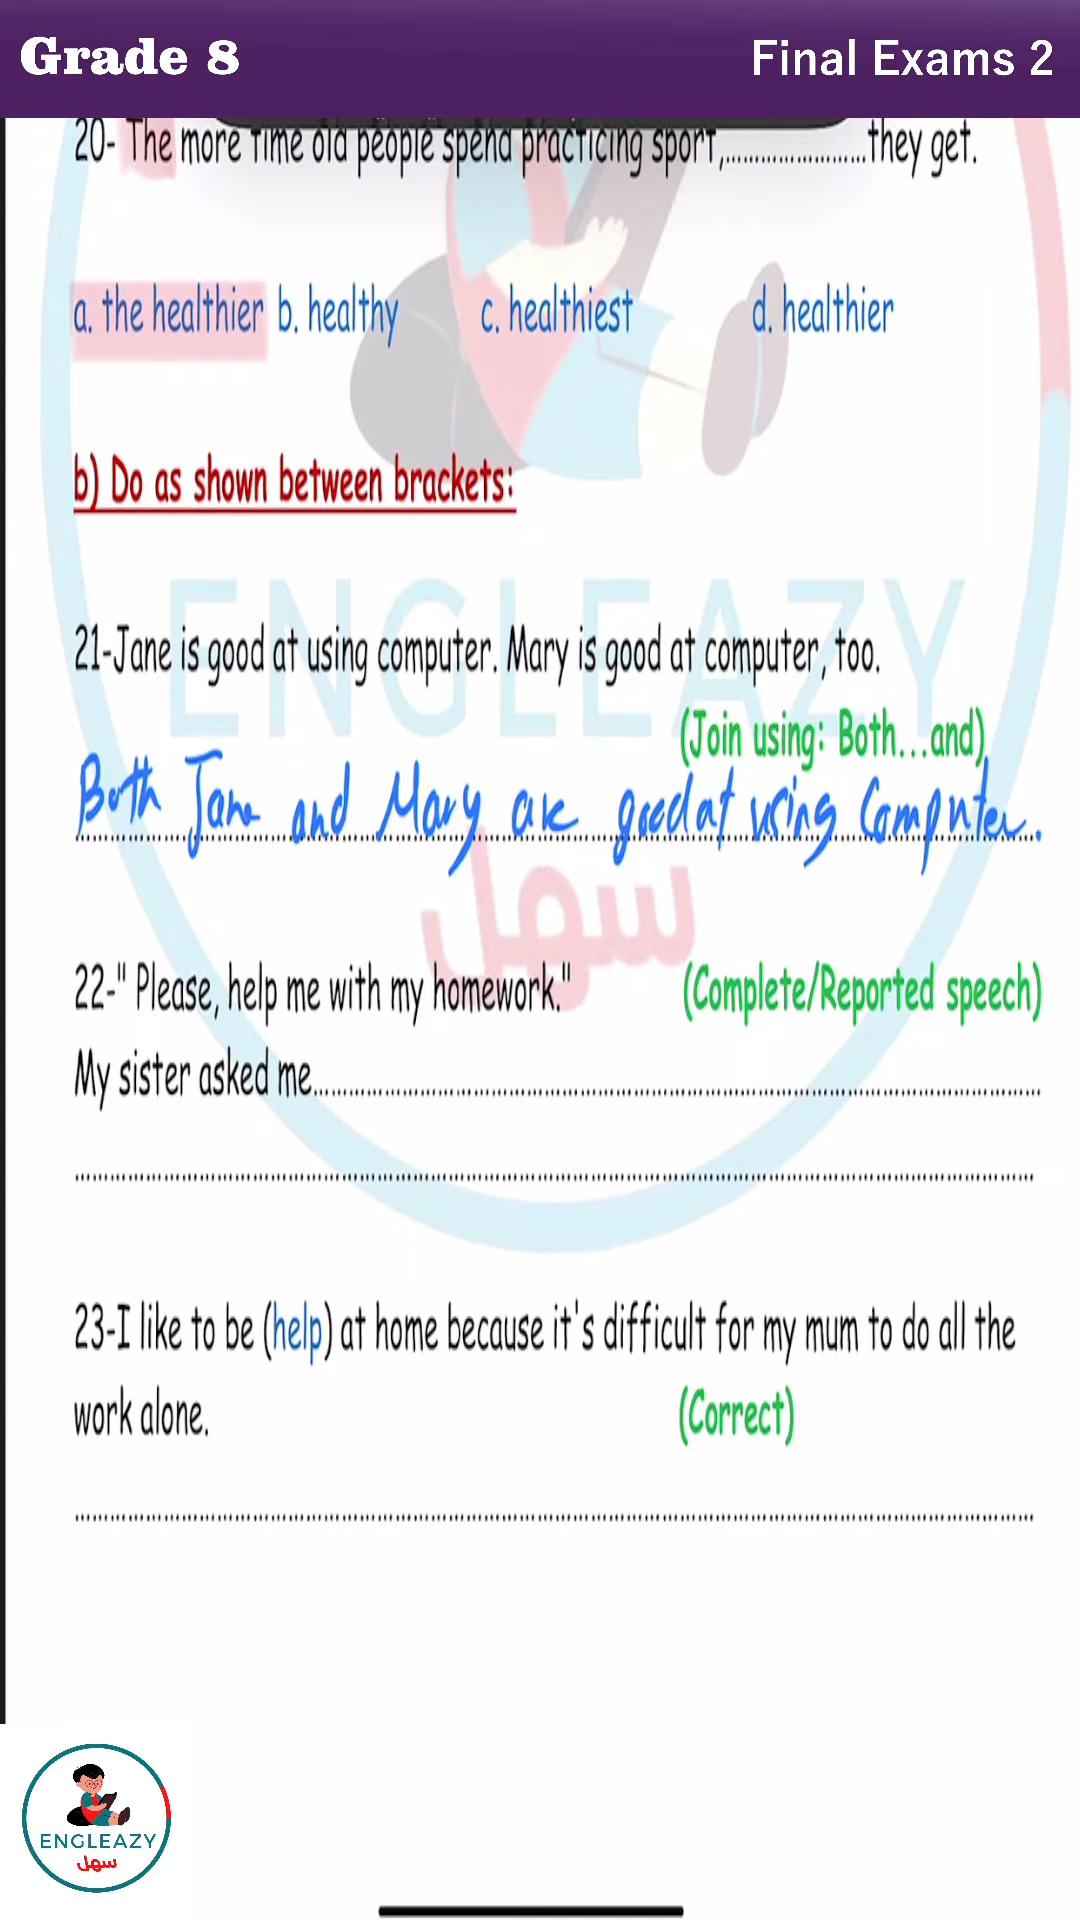 Grade 8
Final Exams 2
20- The more time old people spend practicing sport,........................they get.
a. the healthier b. healthy c. healthiest d. healthier
b) Do as shown between brackets:
ENGLEAZY
21-Jane is good at using computer. Mary is good at computer, too.
(Join using: Both...and)
Both Jane and Mary are good at using Computer.
سهل
22-" Please, help me with my homework." (Complete/Reported speech)
My sister asked me................................................................................
................................................................................
23-I like to be (help) at home because it's difficult for my mum to do all the
work alone. (Correct)
................................................................................
ENGLEAZY
سهل